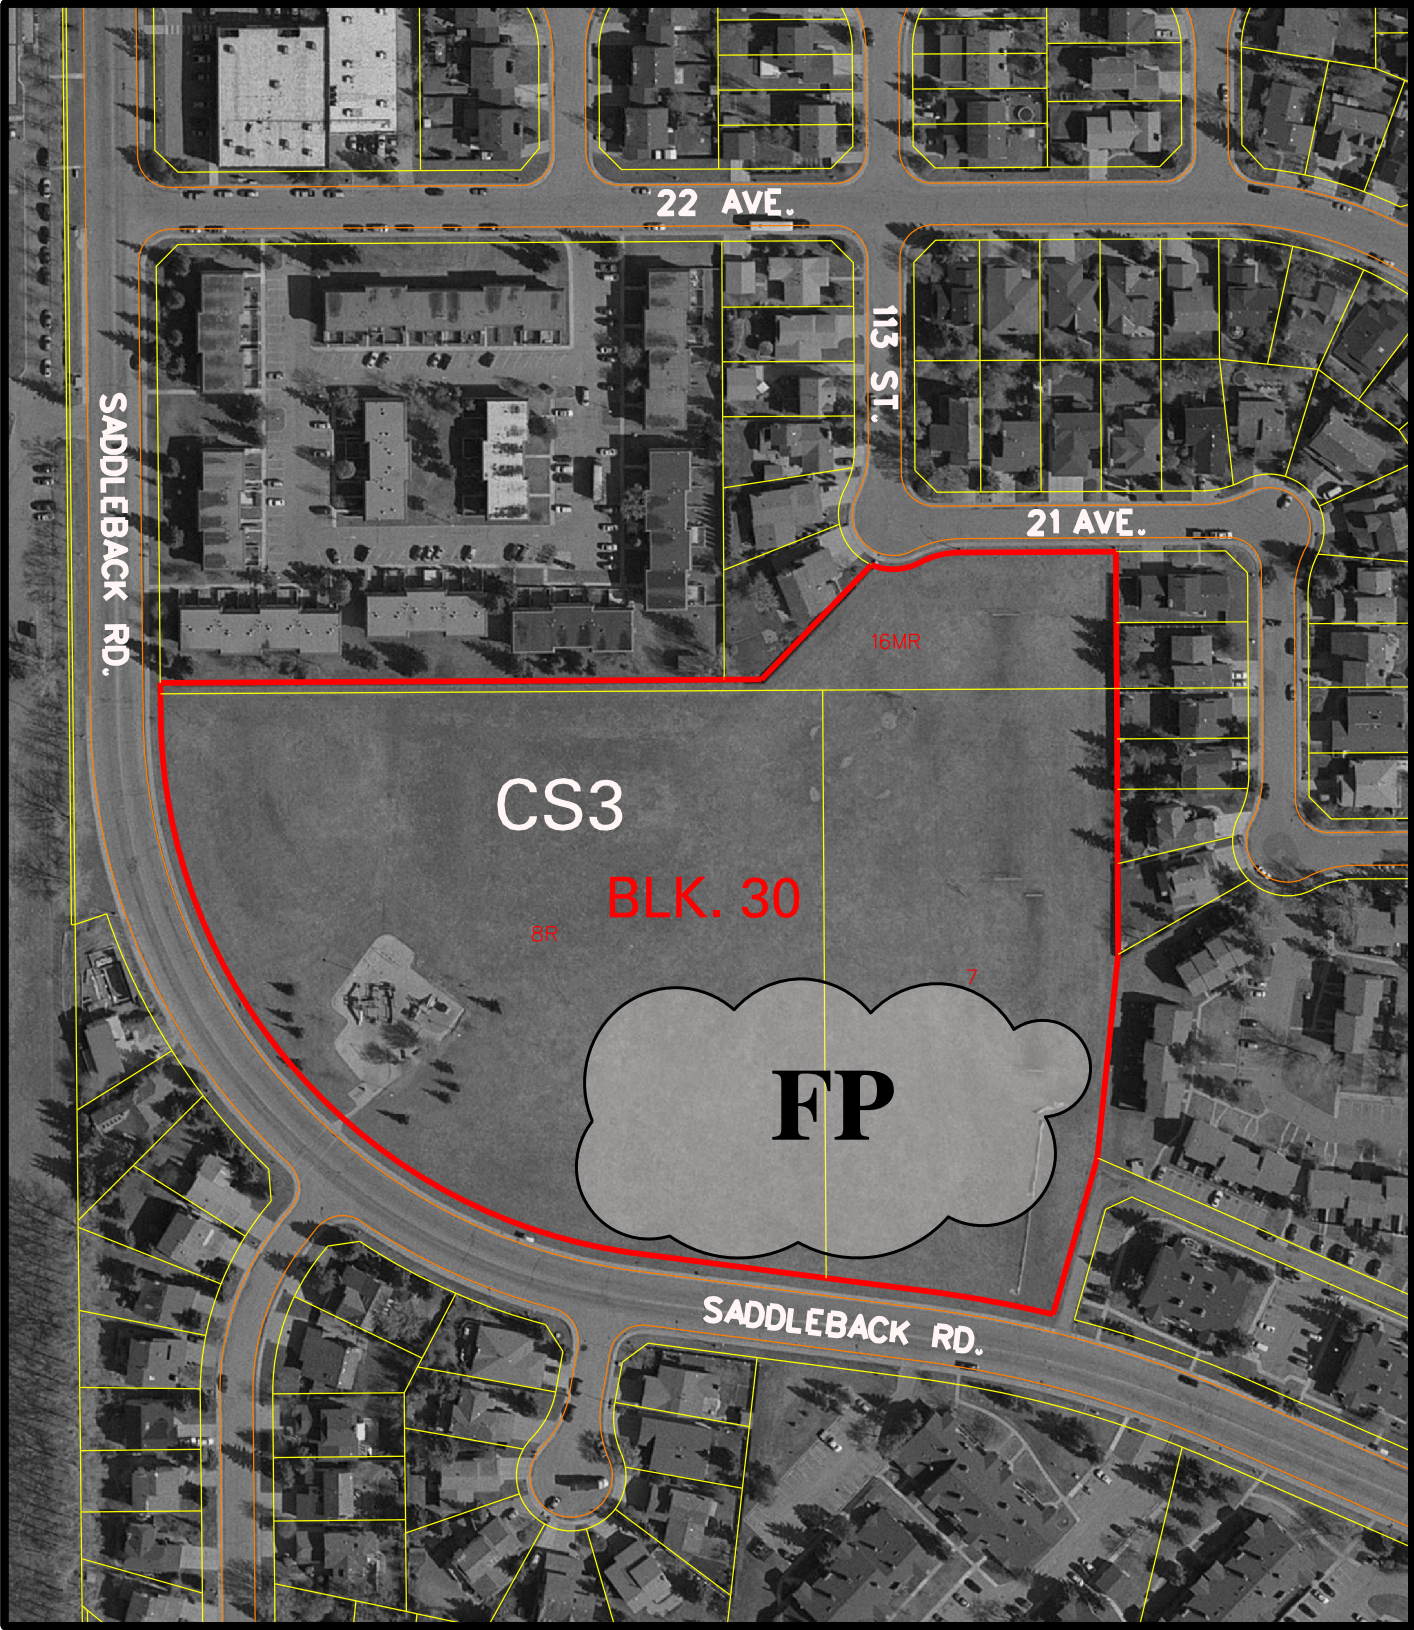 22 AVE.
113 ST.
SADDLEBACK RD.
21 AVE.
16MR
CS3
BLK. 30
8R
7
FP
SADDLEBACK RD.